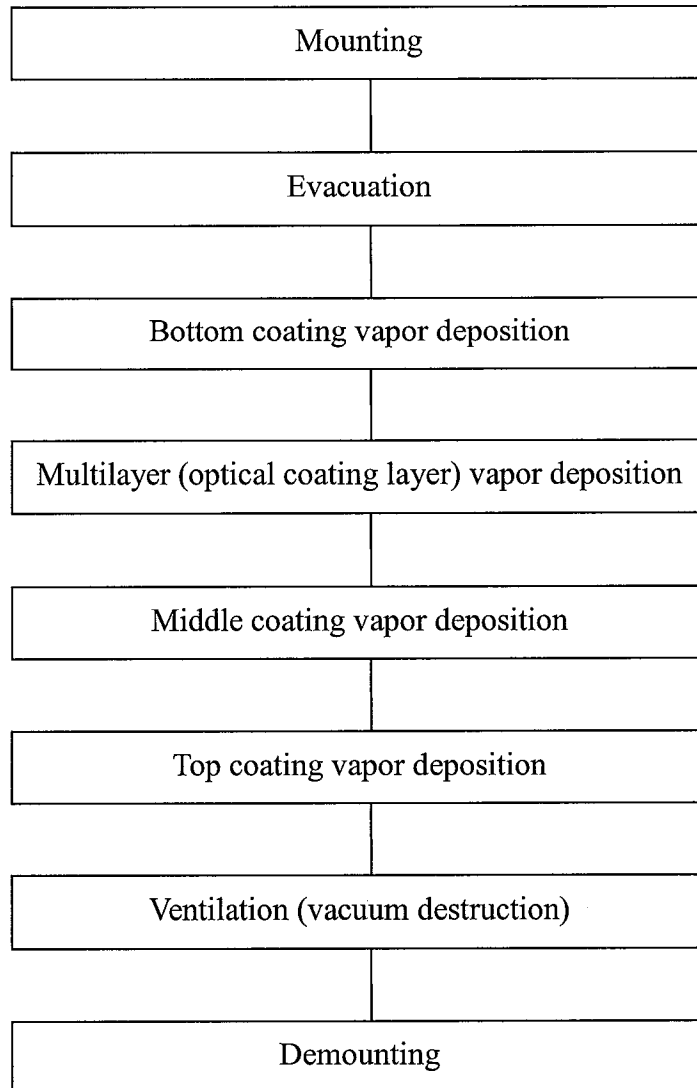 Mounting
Evacuation
Bottom coating vapor deposition
Multilayer (optical coating layer) vapor deposition
Middle coating vapor deposition
Top coating vapor deposition
Ventilation (vacuum destruction)
Demounting